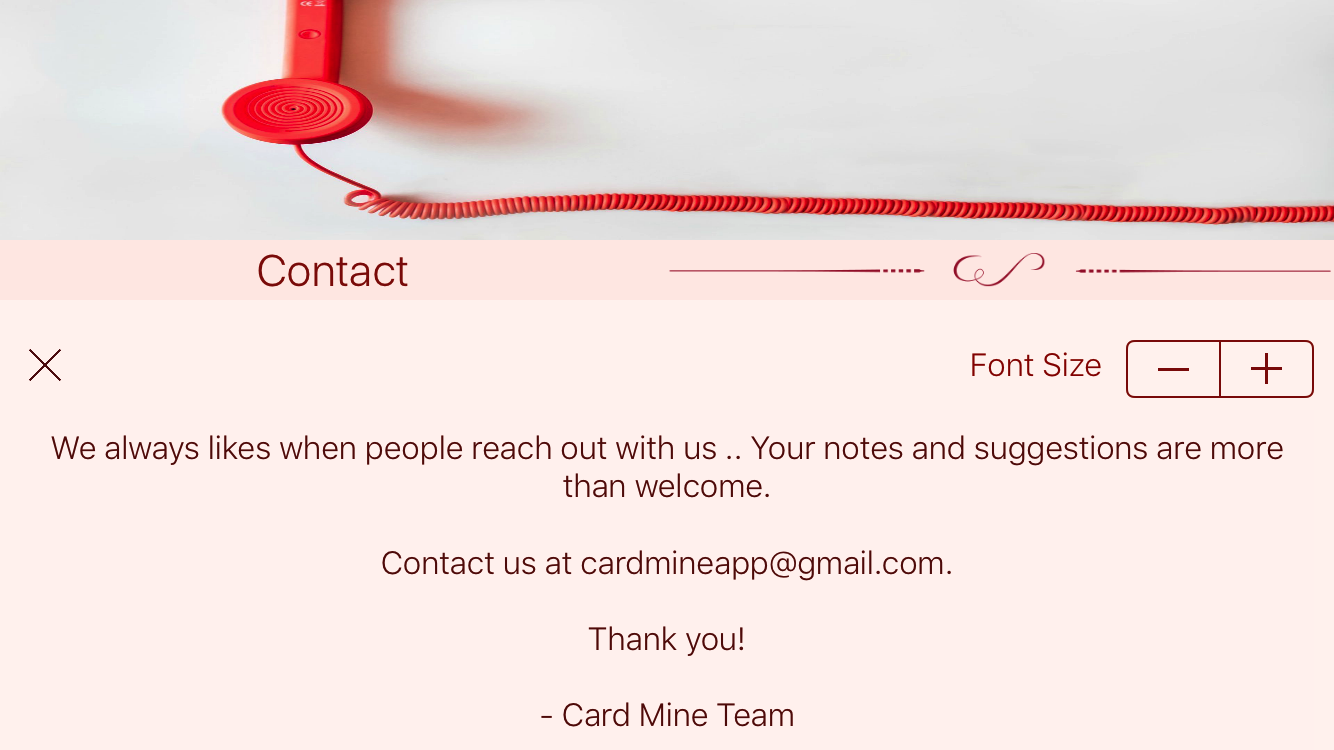 Contact
Font Size
We always likes when people reach out with us .. Your notes and suggestions are more
than welcome.
Contact us at cardmineapp@gmail.com.
Thank you!
- Card Mine Team